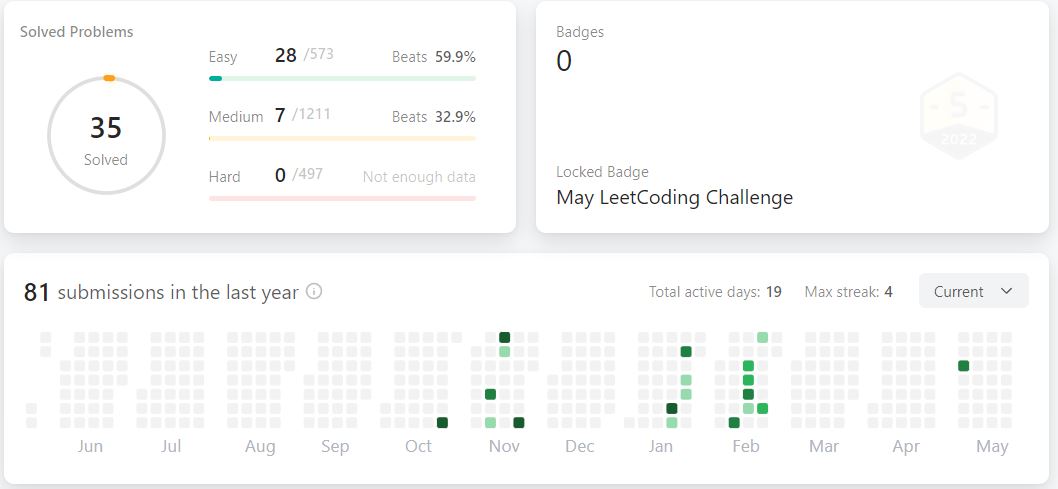 Solved Problems
35
Solved
Easy 28 /573 Beats 59.9%
Medium 7 /1211 Beats 32.9%
Hard 0 /497 Not enough data
Badges
0
5
2022
Locked Badge
May LeetCoding Challenge
81 submissions in the last year
Total active days: 19 Max streak: 4 Current
Jun Jul Aug Sep Oct Nov Dec Jan Feb Mar Apr May